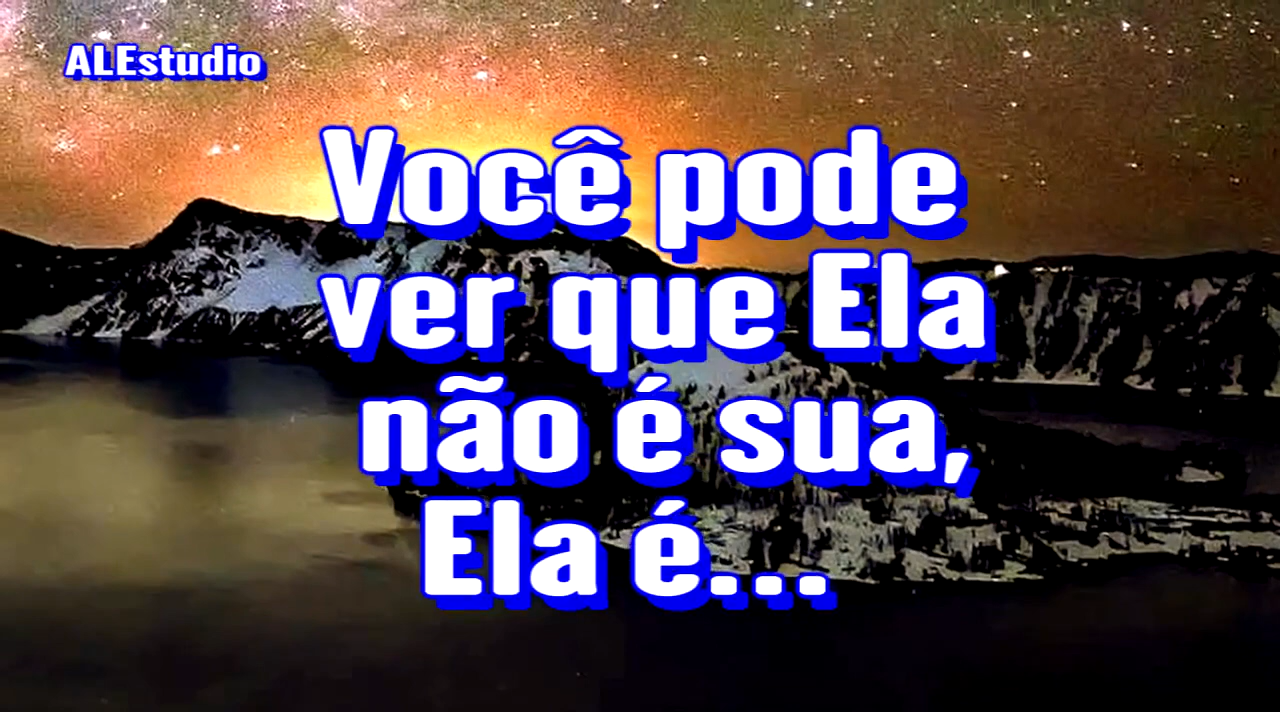 ALEstudio
Você pode
ver que Ela
não é sua,
Ela é...